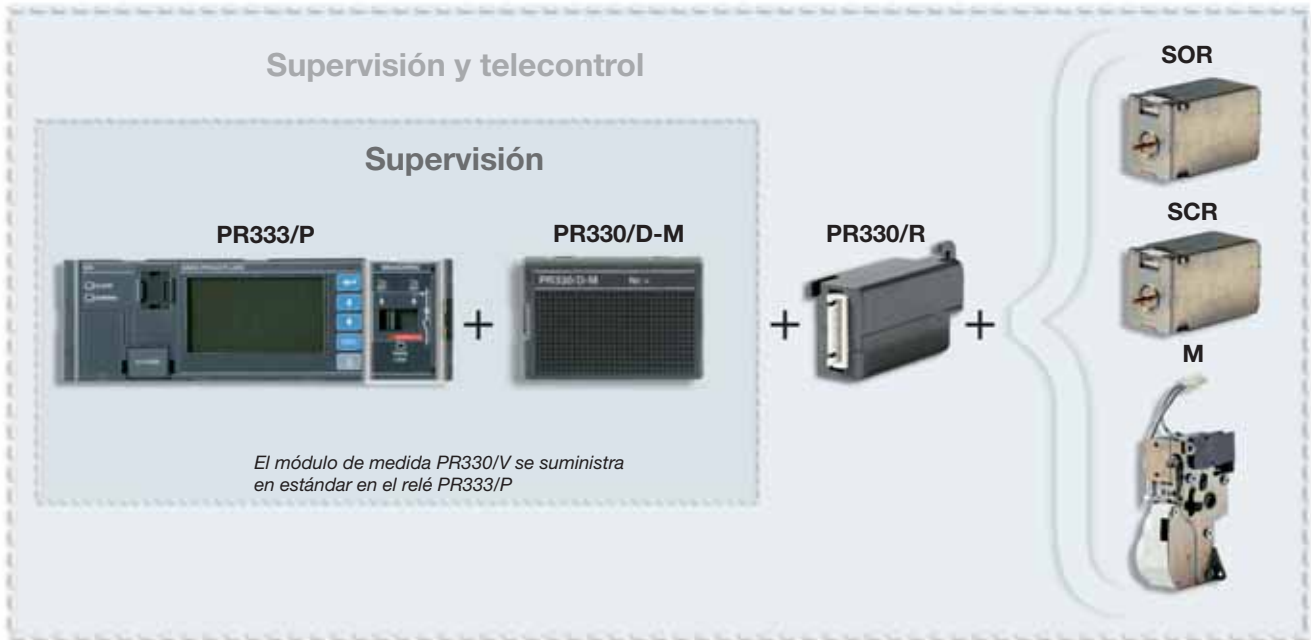 Supervisión y telecontrol
SOR
Supervisión
SCR
PR333/P
PR330/D-M
PR330/R
PR330/D-M
M
El módulo de medida PR330/V se suministra
en estándar en el relé PR333/P